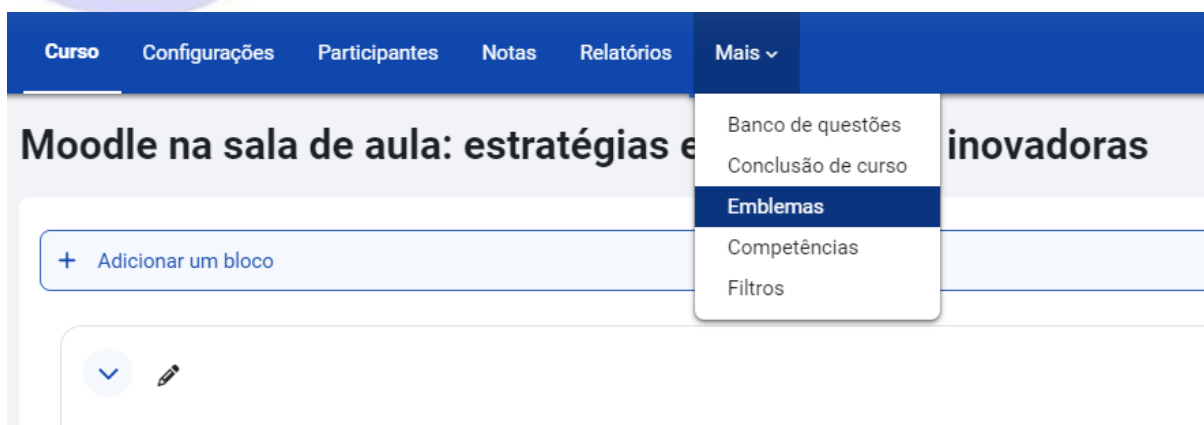 Curso Configurações Participantes Notas Relatórios Mais
Banco de questões
Moodle na sala de aula: estratégias e inovadoras
Conclusão de curso
Emblemas
Competências
Filtros
+ Adicionar um bloco